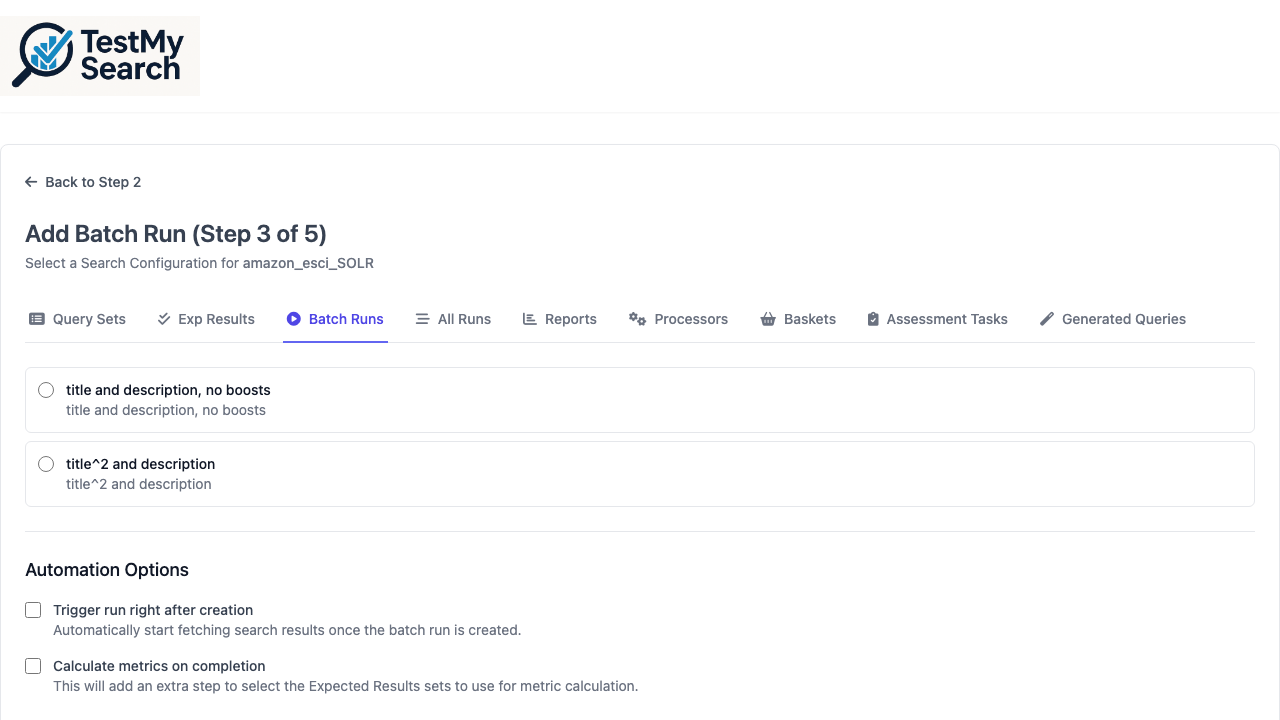 TestMy
Search
Back to Step 2
Add Batch Run (Step 3 of 5)
Select a Search Configuration for amazon_esci_SOLR
Query Sets Exp Results Batch Runs All Runs Reports Processors Baskets Assessment Tasks Generated Queries
title and description, no boosts
title and description, no boosts
title^2 and description
title^2 and description
Automation Options
Trigger run right after creation
Automatically start fetching search results once the batch run is created.
Calculate metrics on completion
This will add an extra step to select the Expected Results sets to use for metric calculation.